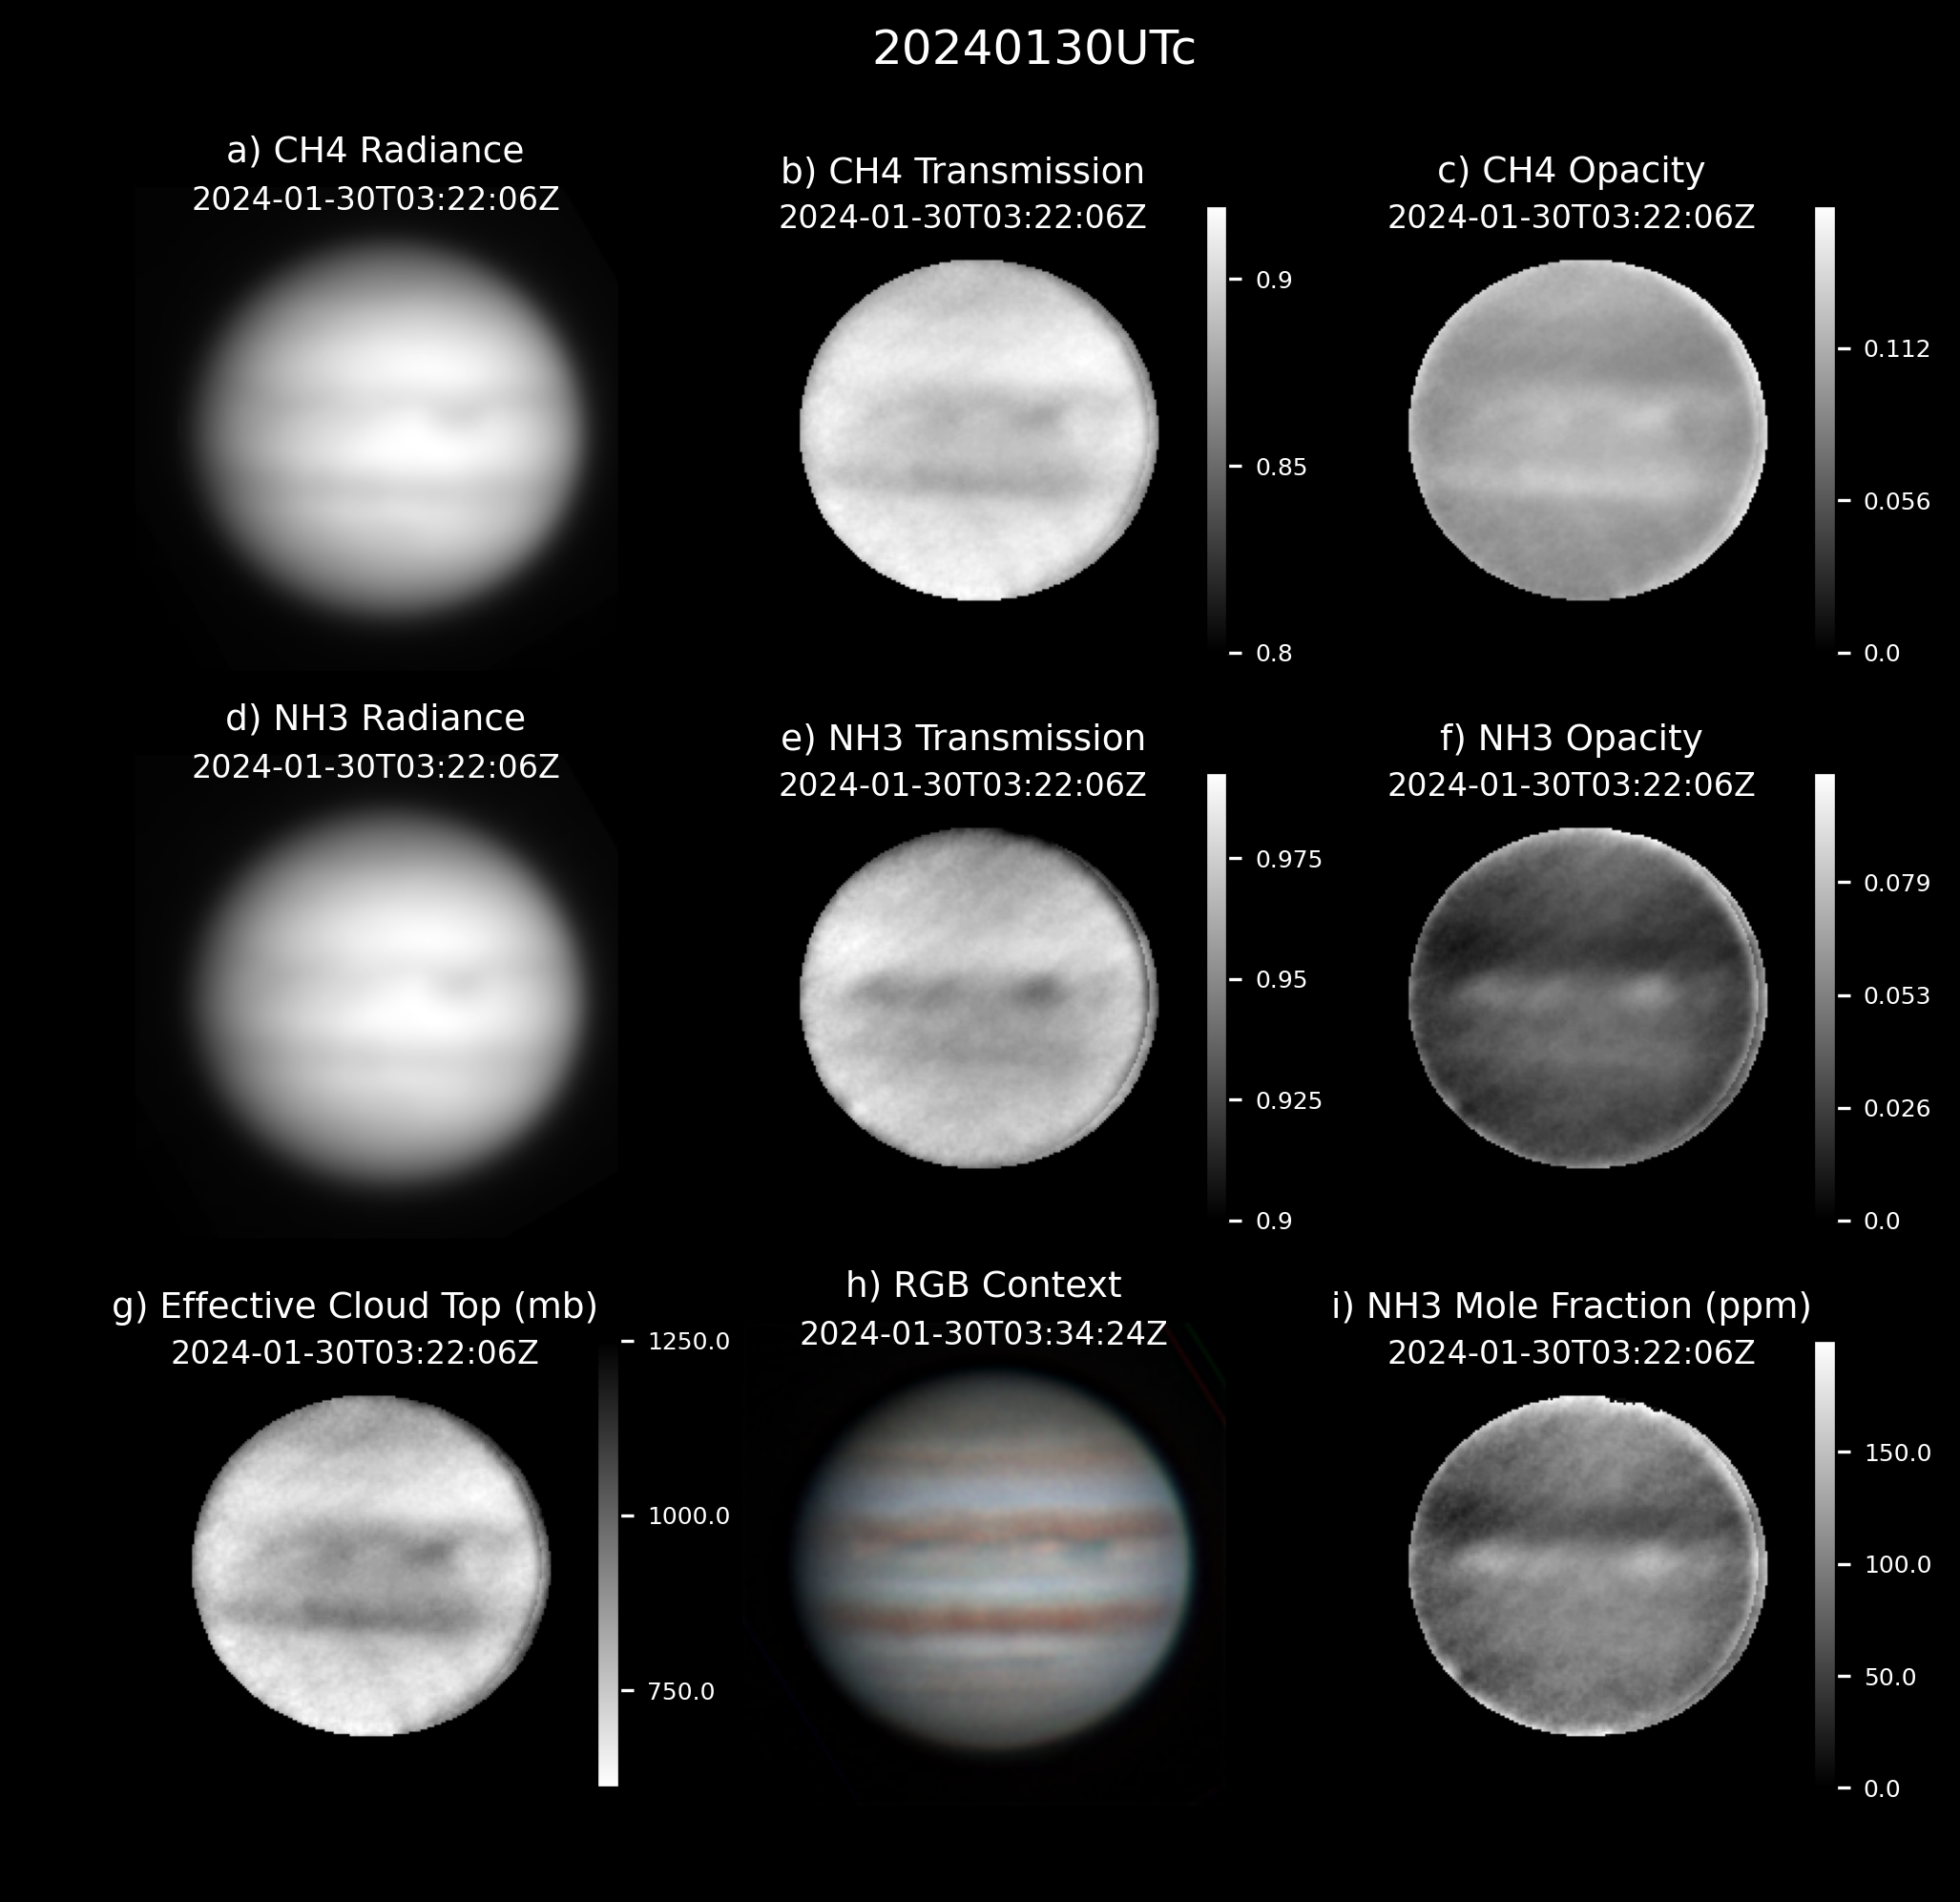 20240130UTc
a) CH4 Radiance
2024-01-30T03:22:06Z
b) CH4 Transmission
2024-01-30T03:22:06Z
0.9
0.85
0.8
c) CH4 Opacity
2024-01-30T03:22:06Z
0.112
0.056
0.0
d) NH3 Radiance
2024-01-30T03:22:06Z
e) NH3 Transmission
2024-01-30T03:22:06Z
0.975
0.95
0.925
0.9
f) NH3 Opacity
2024-01-30T03:22:06Z
0.079
0.053
0.026
0.0
g) Effective Cloud Top (mb)
2024-01-30T03:22:06Z
1250.0
1000.0
750.0
h) RGB Context
2024-01-30T03:34:24Z
i) NH3 Mole Fraction (ppm)
2024-01-30T03:22:06Z
150.0
100.0
50.0
0.0